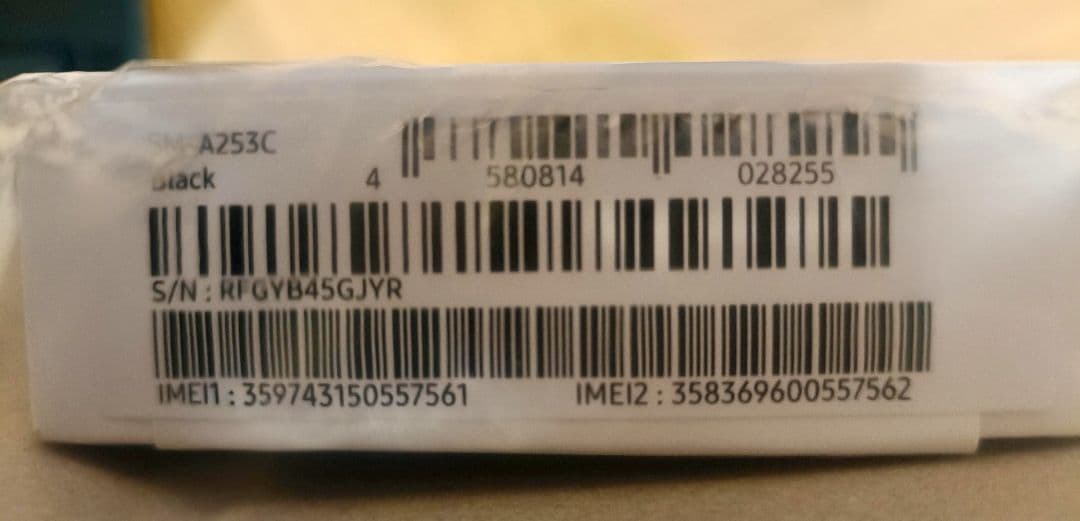 SM-A253C
Black
4 580814 028255
S/N : RFGYB45GJYR
IMEI1 : 359743150557561 IMEI2 : 358369600557562